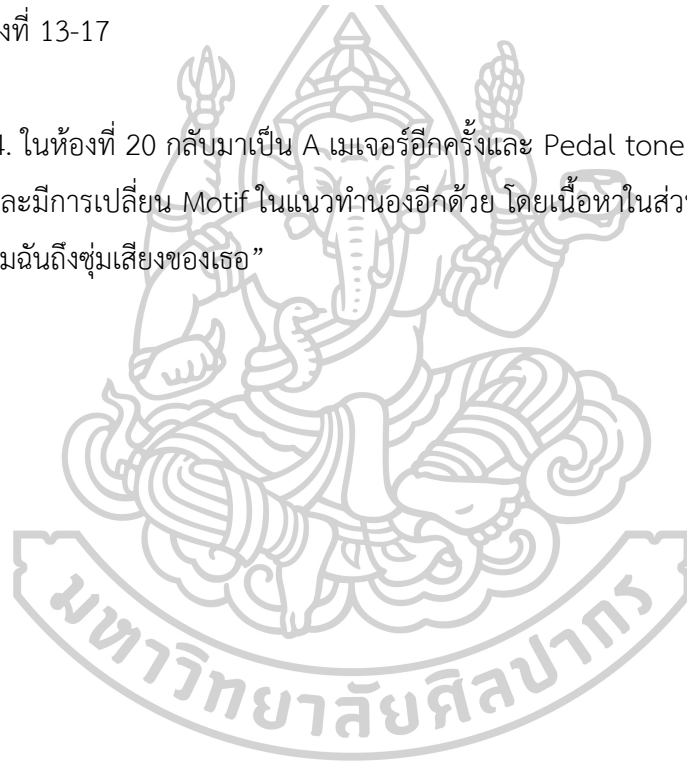 งที่ 13-17
4. ในห้องที่ 20 กลับมาเป็น A เมเจอร์อีกครั้งและ Pedal tone
ละมีการเปลี่ยน Motif ในแนวทำนองอีกด้วย โดยเนื้อหาในส่ว
มฉันถึงซุ่มเสียงของเธอ”
มหาวิทยาลัยศิลปากร